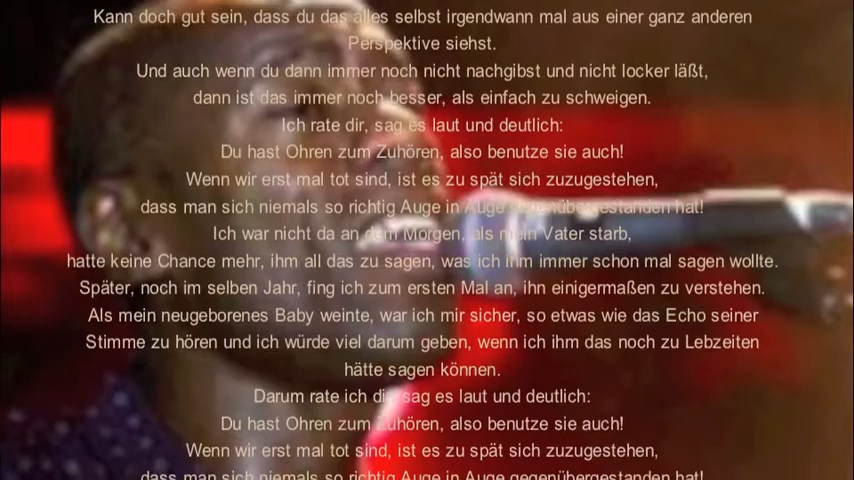 Kann doch gut sein, dass du das alles selbst irgendwann mal aus einer ganz anderen
Perspektive siehst.
Und auch wenn du dann immer noch nicht nachgibst und nicht locker läßt,
dann ist das immer noch besser, als einfach zu schweigen.
Ich rate dir, sag es laut und deutlich:
Du hast Ohren zum Zuhören, also benutze sie auch!
Wenn wir erst mal tot sind, ist es zu spät sich zuzugestehen,
dass man sich niemals so richtig Auge in Auge gegenübergestanden hat!
Ich war nicht da an dem Morgen, als mein Vater starb,
hatte keine Chance mehr, ihm all das zu sagen, was ich ihm immer schon mal sagen wollte.
Später, noch im selben Jahr, fing ich zum ersten Mal an, ihn einigermaßen zu verstehen.
Als mein neugeborenes Baby weinte, war ich mir sicher, so etwas wie das Echo seiner
Stimme zu hören und ich würde viel darum geben, wenn ich ihm das noch zu Lebzeiten
hätte sagen können.
Darum rate ich dir, sag es laut und deutlich:
Du hast Ohren zum Zuhören, also benutze sie auch!
Wenn wir erst mal tot sind, ist es zu spät sich zuzugestehen,
dass man sich niemals so richtig Auge in Auge gegenübergestanden hat!